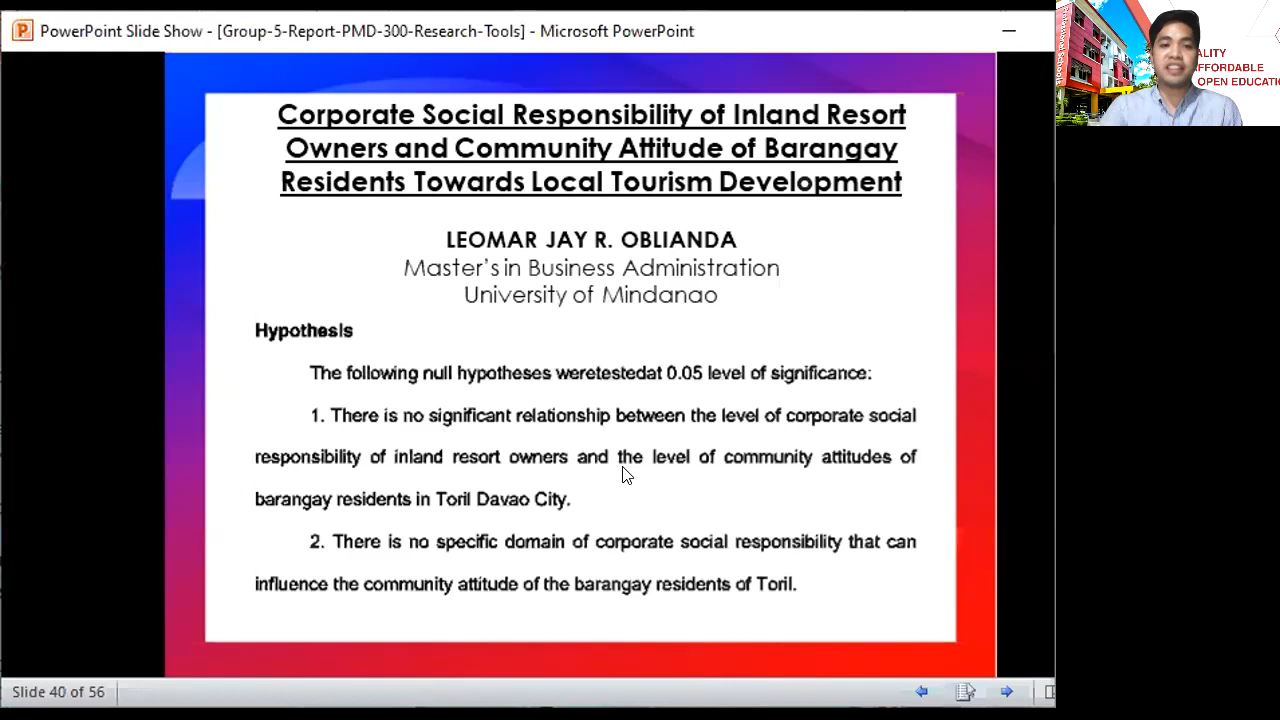 PowerPoint Slide Show - [Group-5-Report-PMD-300-Research-Tools] - Microsoft PowerPoint
ALITY
FFORDABLE
OPEN EDUCATI
Corporate Social Responsibility of Inland Resort
Owners and Community Attitude of Barangay
Residents Towards Local Tourism Development
LEOMAR JAY R. OBLIANDA
Master's in Business Administration
University of Mindanao
Hypothesis
The following null hypotheses weretestedat 0.05 level of significance:
1. There is no significant relationship between the level of corporate social
responsibility of inland resort owners and the level of community attitudes of
barangay residents in Toril Davao City.
2. There is no specific domain of corporate social responsibility that can
influence the community attitude of the barangay residents of Toril.
Slide 40 of 56